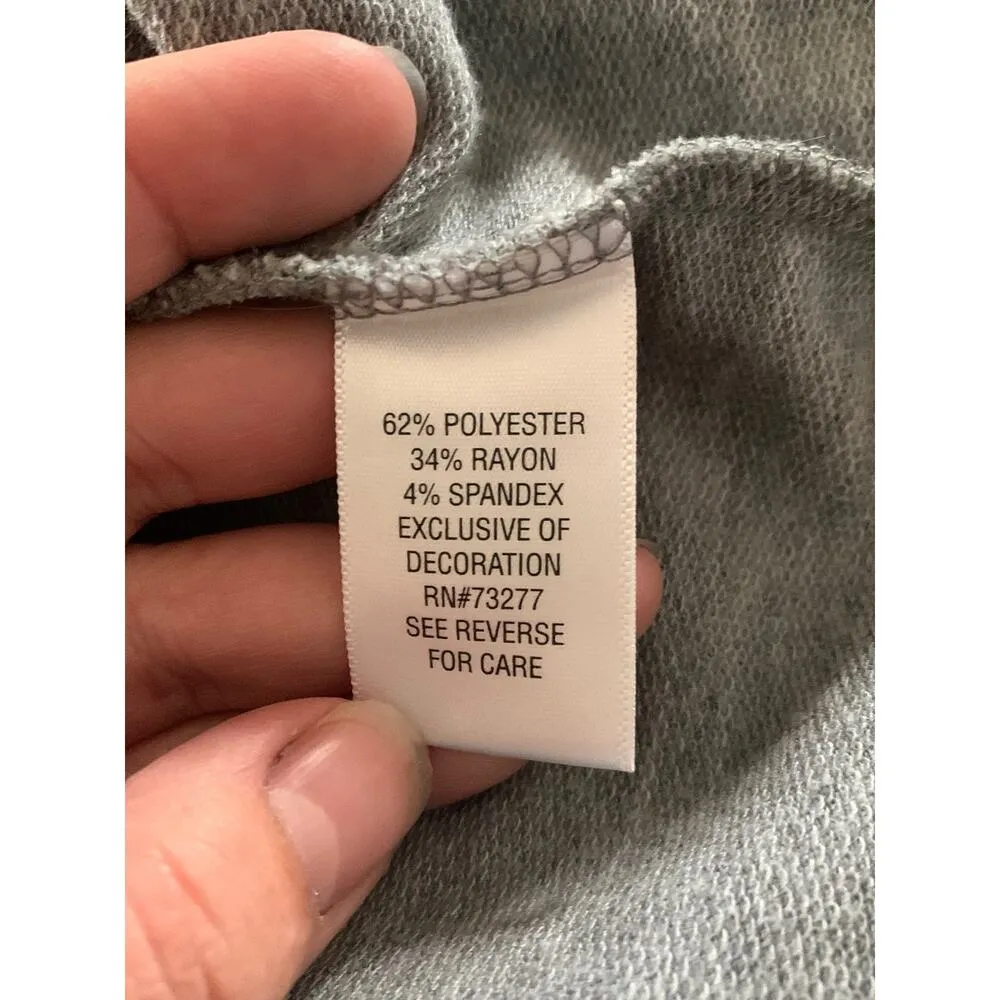 62% POLYESTER
34% RAYON
4% SPANDEX
EXCLUSIVE OF
DECORATION
RN#73277
SEE REVERSE
FOR CARE